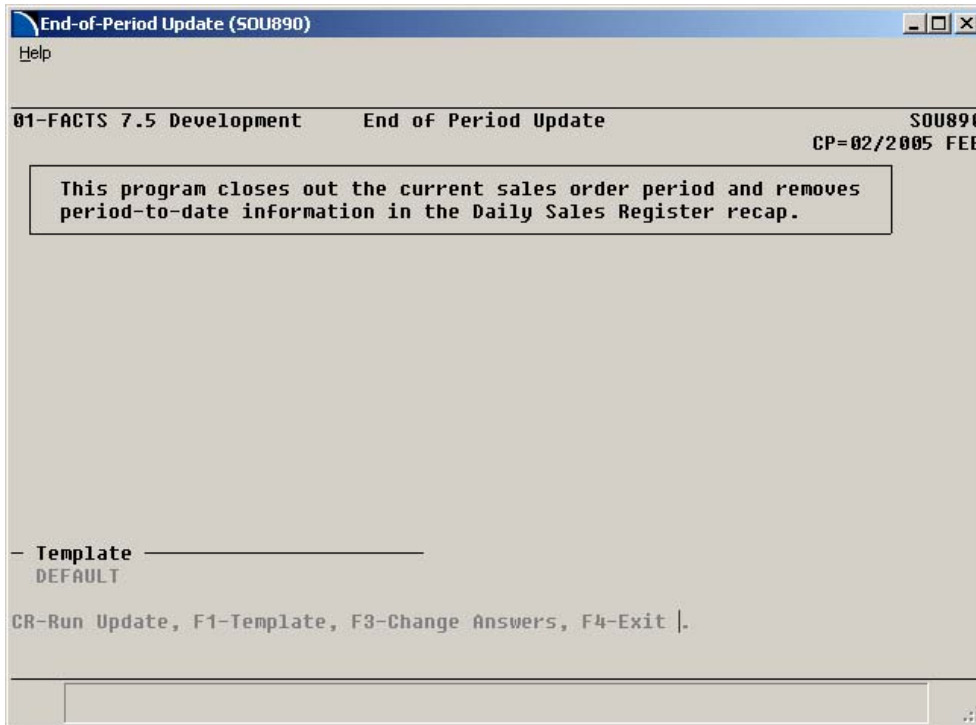 End-of-Period Update (SOU890)
Help
01-FACTS 7.5 Development End of Period Update SOU890
CP=02/2005 FEB
This program closes out the current sales order period and removes
period-to-date information in the Daily Sales Register recap.
Template
DEFAULT
CR-Run Update, F1-Template, F3-Change Answers, F4-Exit .